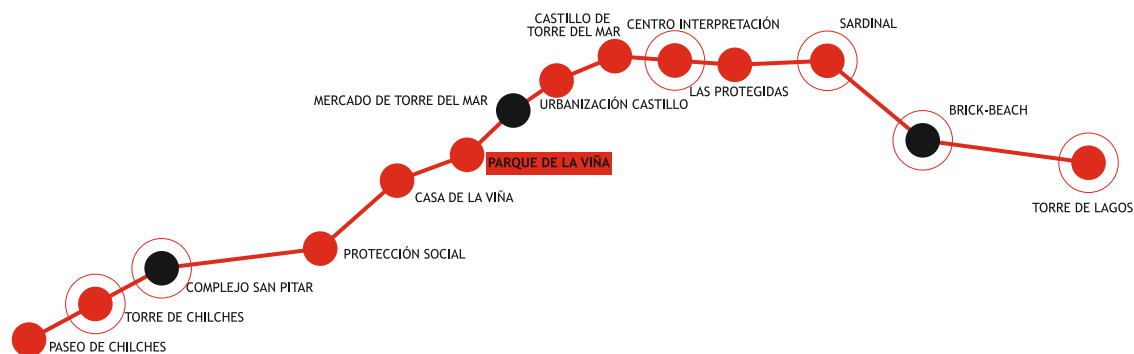 CASTILLO DE
TORRE DEL MAR
CENTRO INTERPRETACIÓN
SARDINAL
MERCADO DE TORRE DEL MAR
URBANIZACIÓN CASTILLO
LAS PROTEGIDAS
BRICK-BEACH
PARQUE DE LA VIÑA
CASA DE LA VIÑA
TORRE DE LAGOS
PROTECCIÓN SOCIAL
COMPLEJO SAN PITAR
TORRE DE CHILCHES
PASEO DE CHILCHES